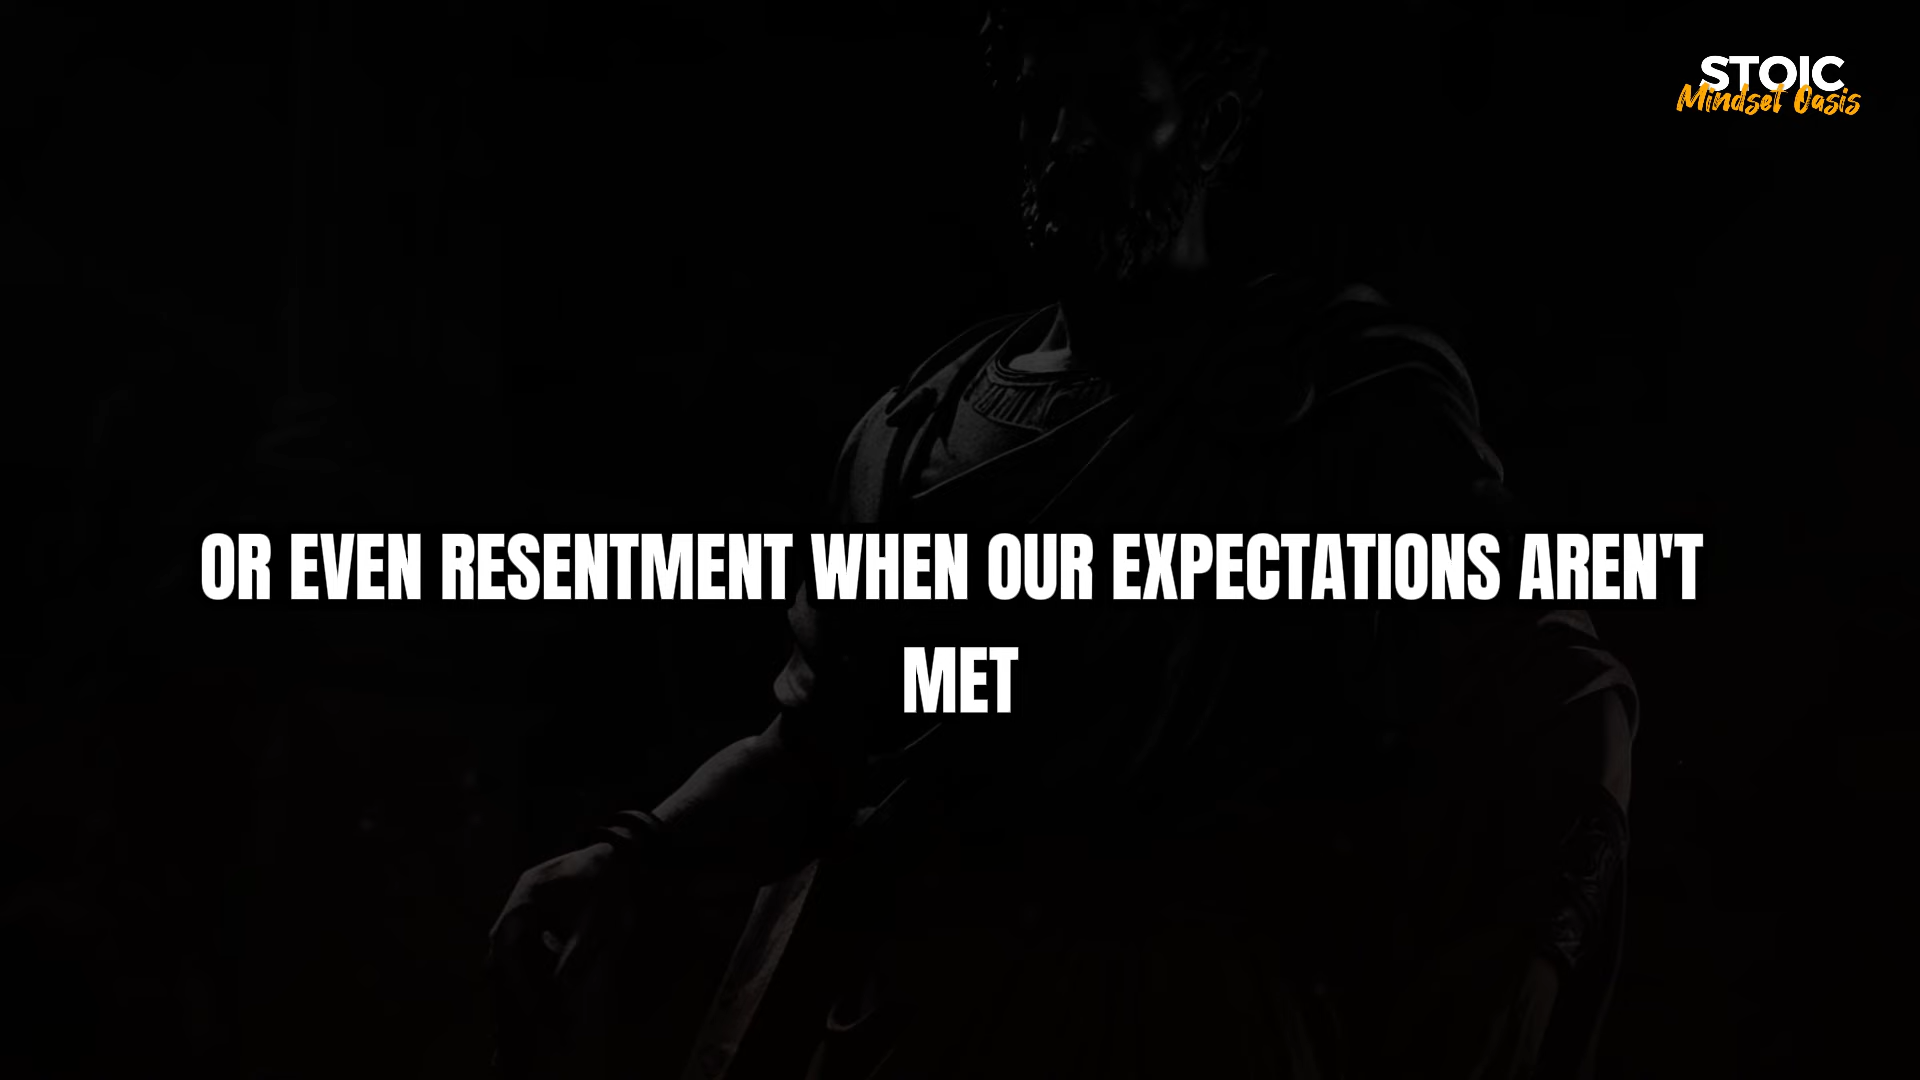 STOIC
Mindset Oasis
OR EVEN RESENTMENT WHEN OUR EXPECTATIONS AREN'T
MET